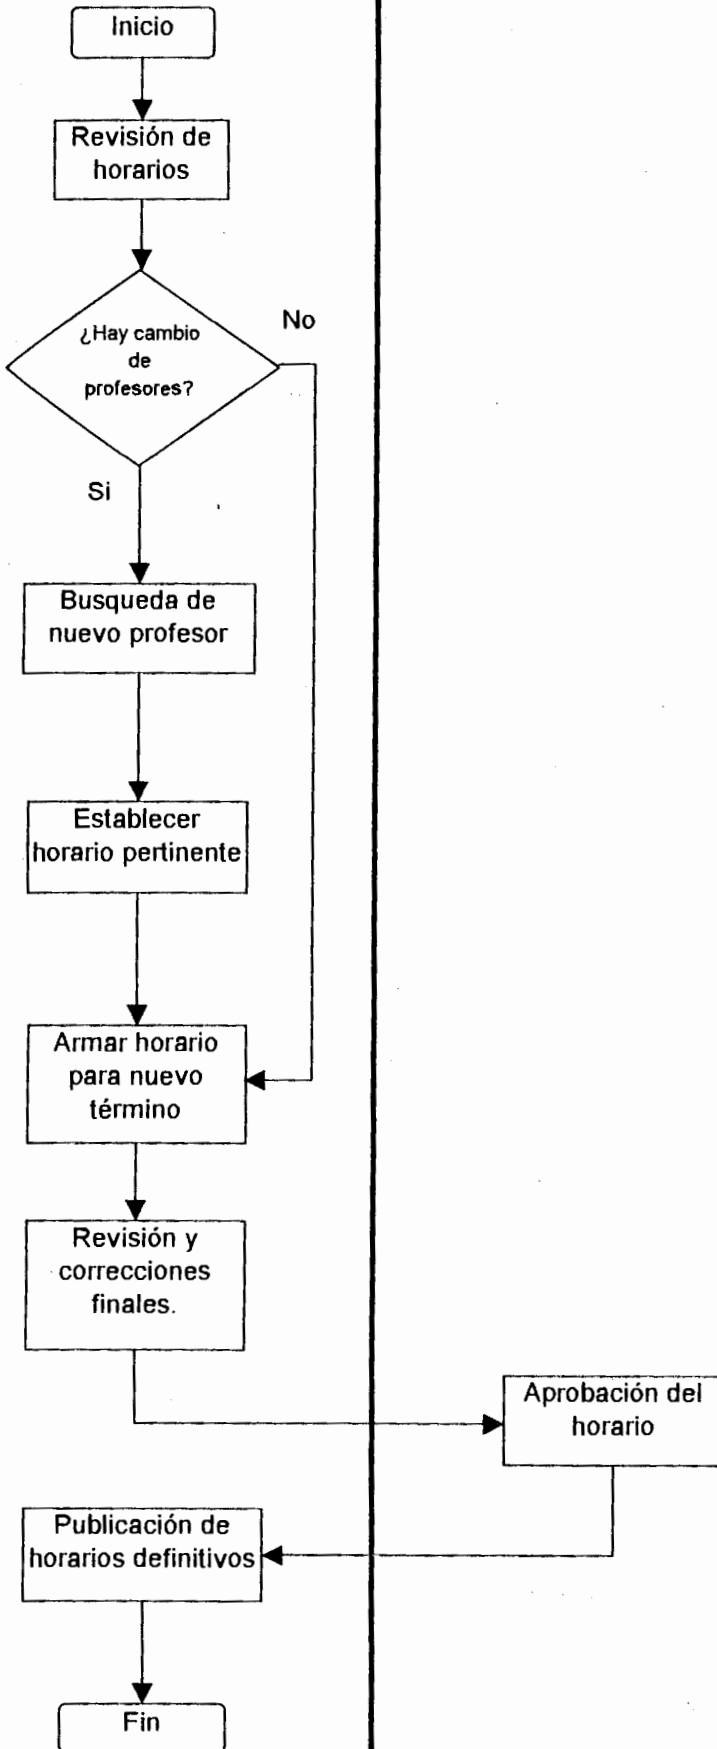 Inicio
Revisión de
horarios
¿Hay cambio
de
profesores?
No
Si
Busqueda de
nuevo profesor
Establecer
horario pertinente
Armar horario
para nuevo
término
Revisión y
correcciones
finales.
Aprobación del
horario
Publicación de
horarios definitivos
Fin